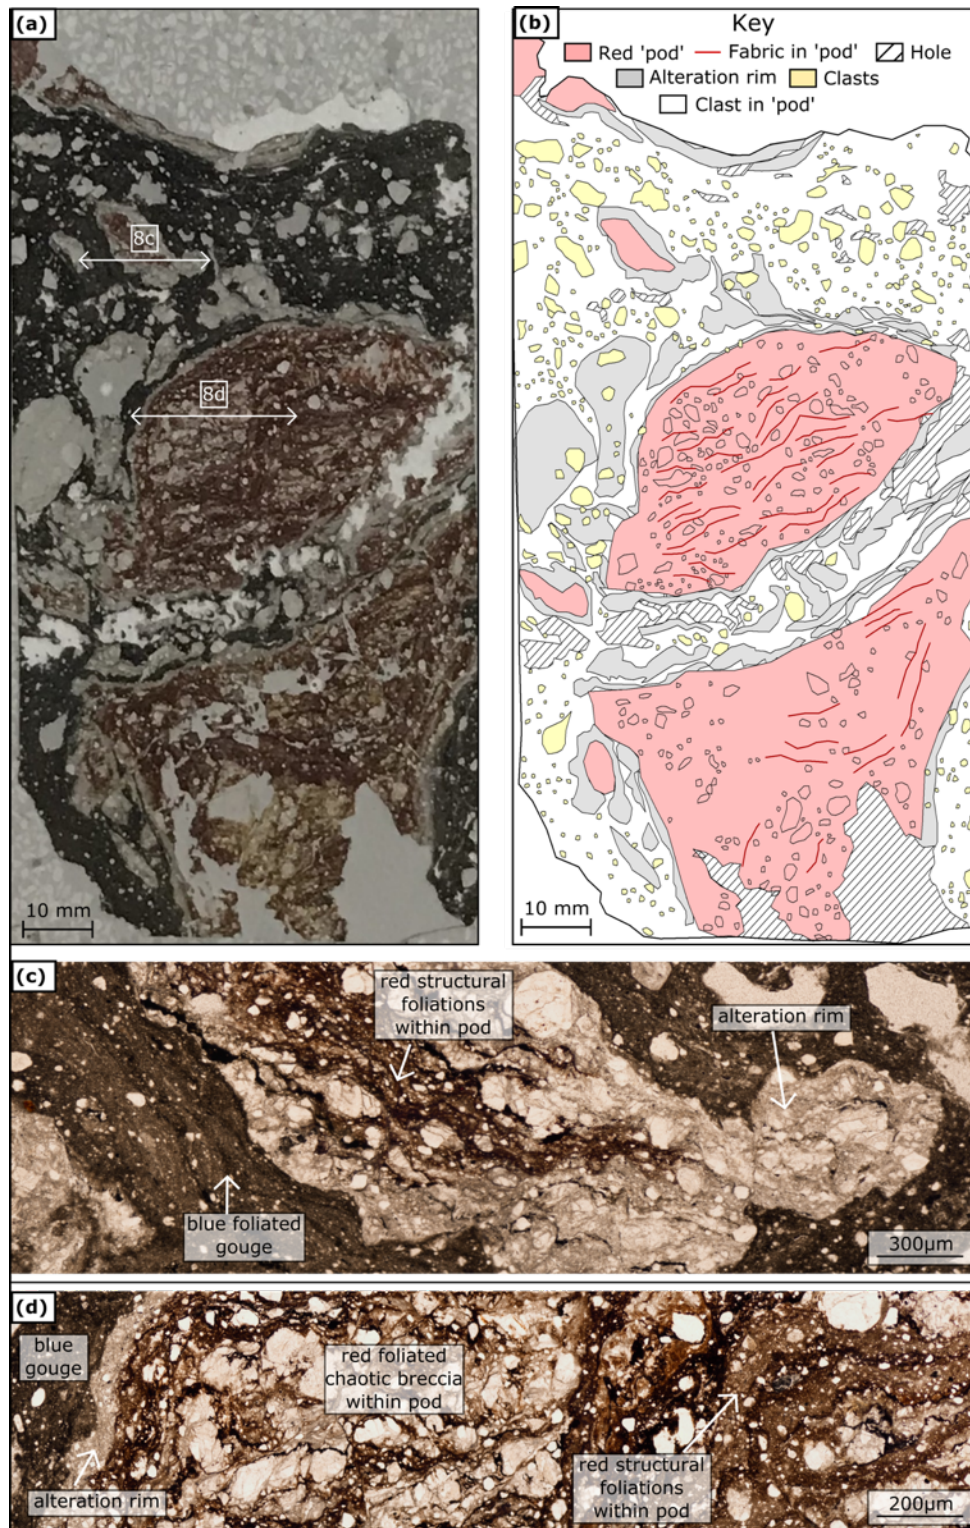 (a)
8c
8d
10 mm
(b)
Key
Red 'pod'
Fabric in 'pod'
Hole
Alteration rim
Clasts
Clast in 'pod'
10 mm
(c)
red structural
foliations
within pod
alteration rim
blue foliated
gouge
300µm
(d)
blue
gouge
red foliated
chaotic breccia
within pod
alteration rim
red structural
foliations
within pod
200µm